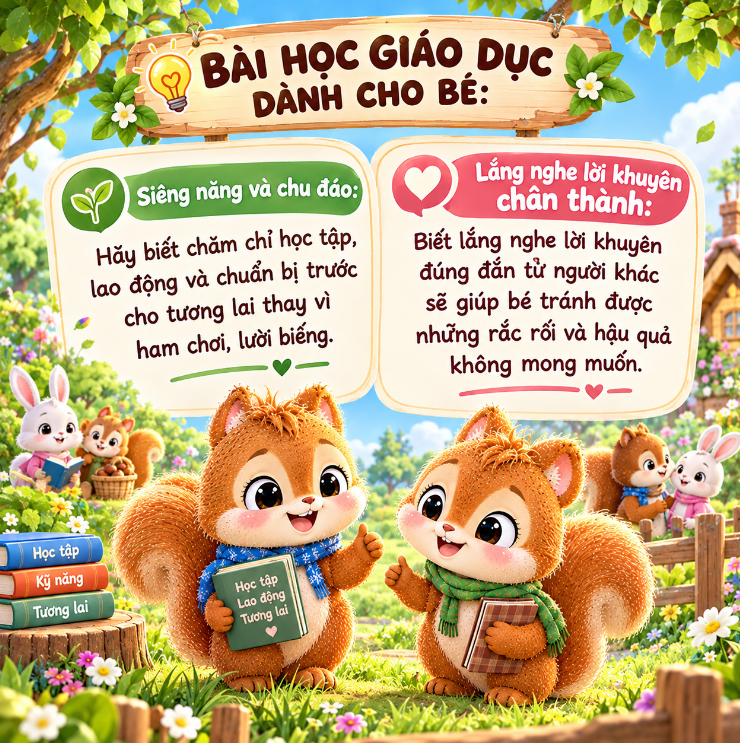 BÀI HỌC GIÁO DỤC
DÀNH CHO BÉ:
Siêng năng và chu đáo:
Hãy biết chăm chỉ học tập,
lao động và chuẩn bị trước
cho tương lai thay vì
ham chơi, lười biếng.
Lắng nghe lời khuyên
chân thành:
Biết lắng nghe lời khuyên
đúng đắn từ người khác
sẽ giúp bé tránh được
những rắc rối và hậu quả
không mong muốn.
Học tập
Kỹ năng
Tương lai
Học tập
Lao động
Tương lai